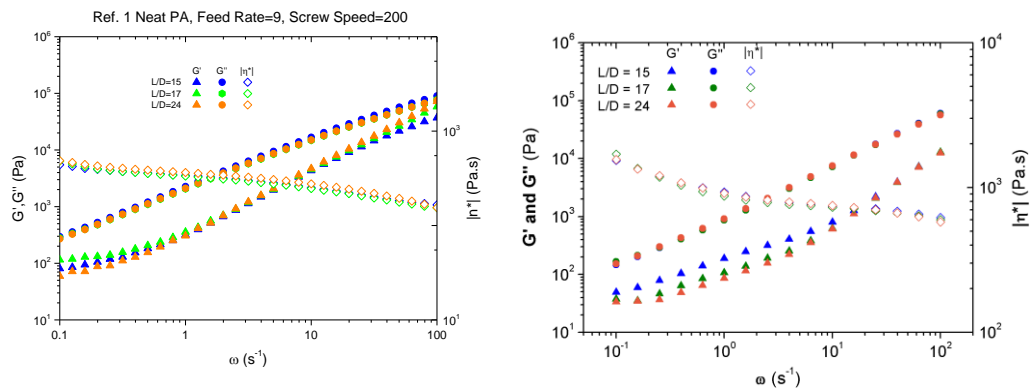 Ref. 1 Neat PA, Feed Rate=9, Screw Speed=200
G' G'' |η*|
L/D=15
L/D=17
L/D=24
10⁶
10⁵
10⁴
10³
10²
10¹
G', G'' (Pa)
10³
10¹
|n*| (Pa.s)
0.1 1 10 100
ω (s⁻¹)
G' G'' |η*|
L/D = 15
L/D = 17
L/D = 24
10⁶
10⁵
10⁴
10³
10²
10¹
G' and G'' (Pa)
10⁴
10³
10²
|η*| (Pa.s)
10⁻¹ 10⁰ 10¹ 10²
ω (s⁻¹)